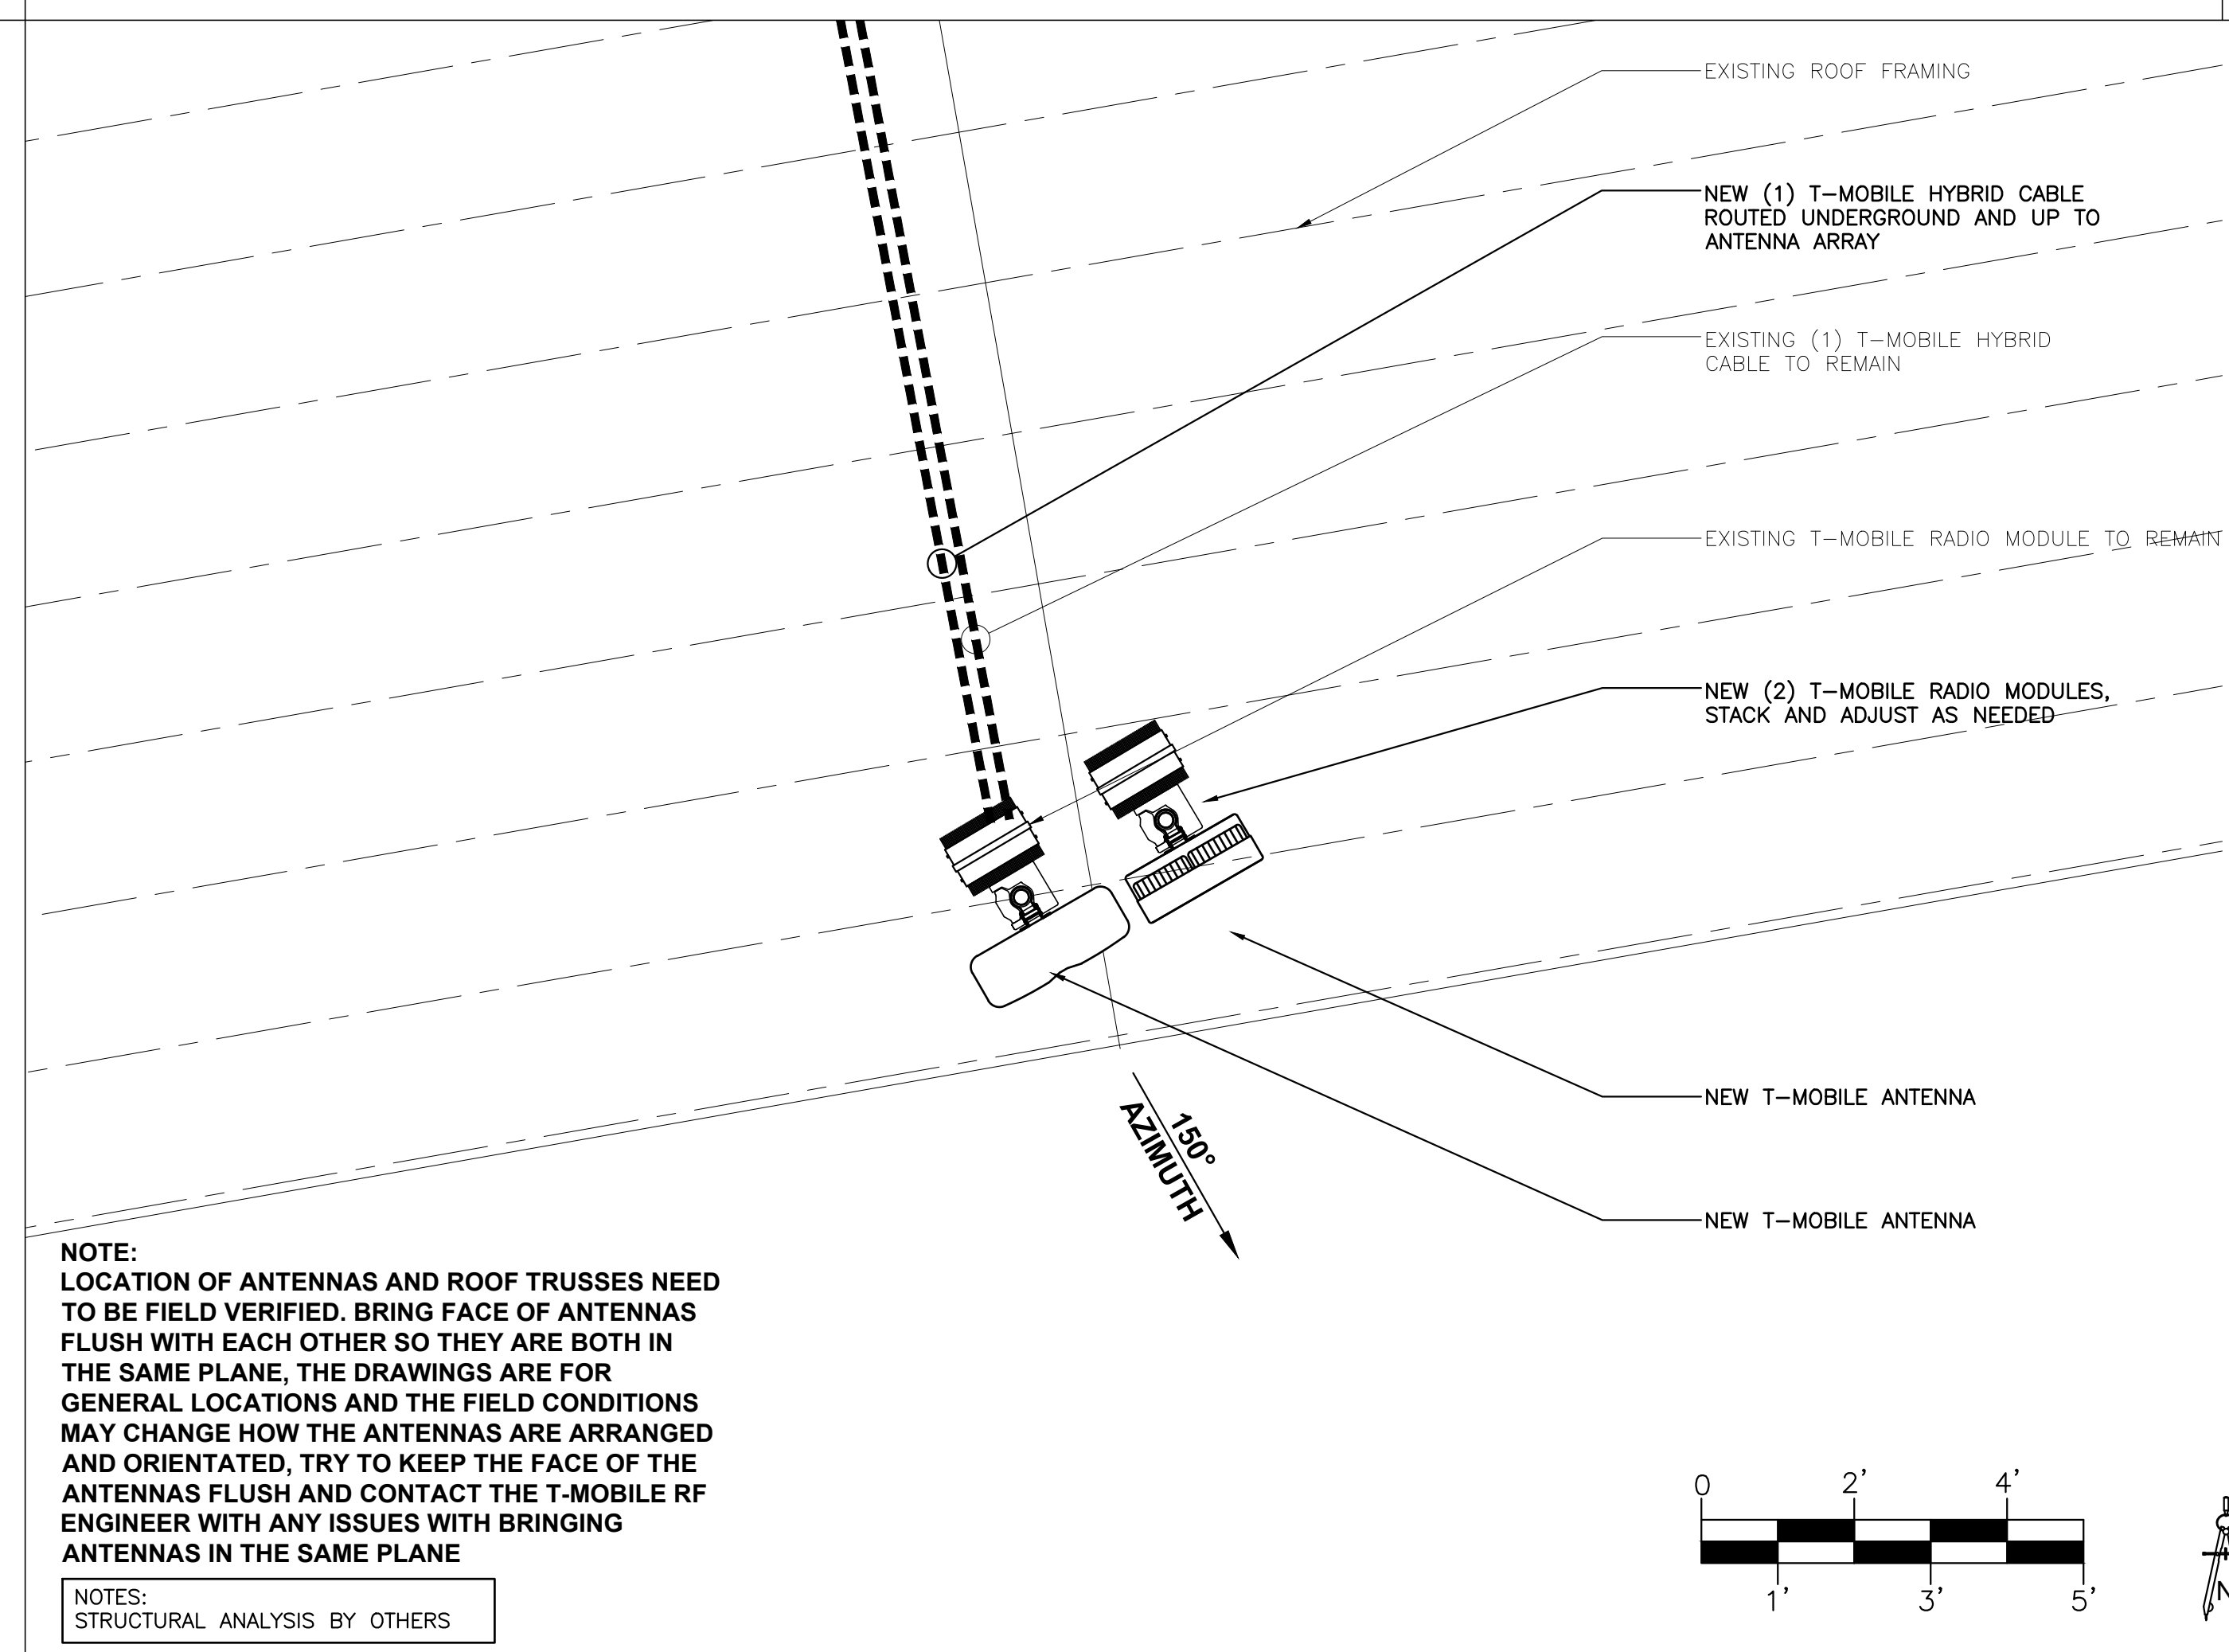 EXISTING ROOF FRAMING
NEW (1) T-MOBILE HYBRID CABLE
ROUTED UNDERGROUND AND UP TO
ANTENNA ARRAY
EXISTING (1) T-MOBILE HYBRID
CABLE TO REMAIN
EXISTING T-MOBILE RADIO MODULE TO REMAIN
NEW (2) T-MOBILE RADIO MODULES,
STACK AND ADJUST AS NEEDED
NEW T-MOBILE ANTENNA
150°
AZIMUTH
NEW T-MOBILE ANTENNA
NOTE:
LOCATION OF ANTENNAS AND ROOF TRUSSES NEED
TO BE FIELD VERIFIED. BRING FACE OF ANTENNAS
FLUSH WITH EACH OTHER SO THEY ARE BOTH IN
THE SAME PLANE, THE DRAWINGS ARE FOR
GENERAL LOCATIONS AND THE FIELD CONDITIONS
MAY CHANGE HOW THE ANTENNAS ARE ARRANGED
AND ORIENTATED, TRY TO KEEP THE FACE OF THE
ANTENNAS FLUSH AND CONTACT THE T-MOBILE RF
ENGINEER WITH ANY ISSUES WITH BRINGING
ANTENNAS IN THE SAME PLANE
NOTES:
STRUCTURAL ANALYSIS BY OTHERS
0 2' 4'
1' 3' 5'
N